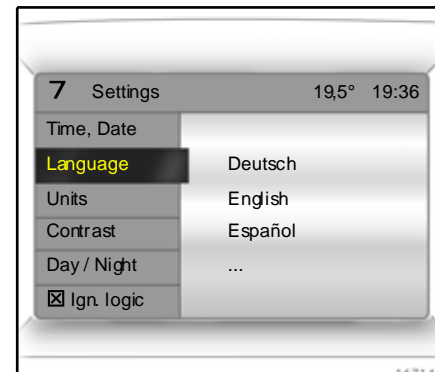 7 Settings 19,5° 19:36
Time, Date
Language Deutsch
Units English
Contrast Español
Day / Night ...
☒ Ign. logic